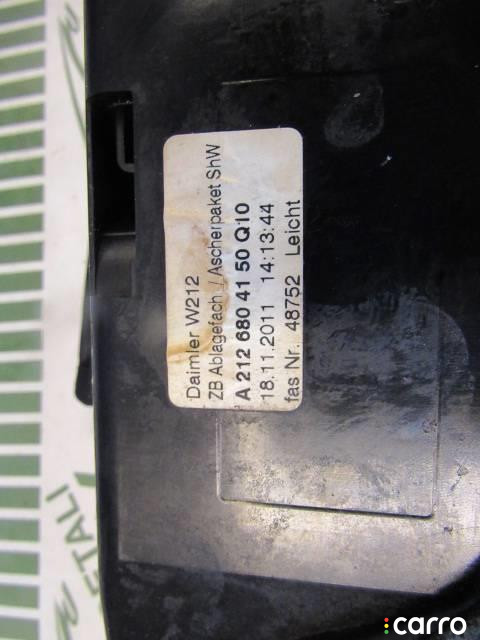 Daimler W212
ZB Ablagefach / Ascherpaket ShW
A 212 680 41 50 Q10
18.11.2011 14:13:44
fas Nr. 48752 Leicht
ETALI
carro